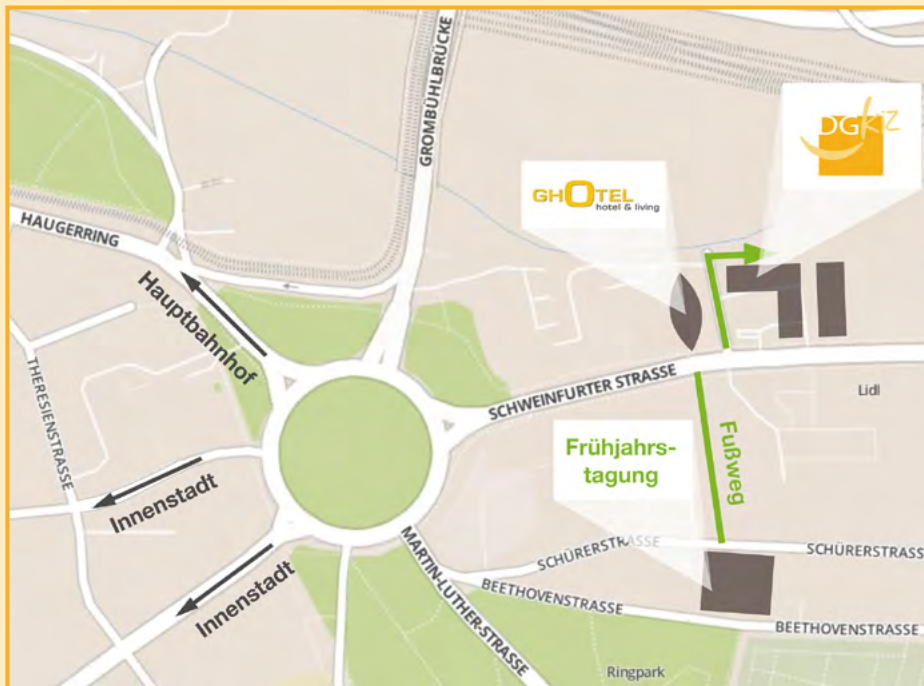 GROMBÜHLBRÜCKE
DGkiz
GHOTEL
hotel & living
HAUGERRING
Hauptbahnhof
THERESIENSTRASSE
SCHWEINFURTER STRASSE
Lidl
Frühjahrs-
tagung
Fußweg
Innenstadt
Innenstadt
MARTIN-LUTHER-STRASSE
SCHÜRERSTRASSE
SCHÜRERSTRASSE
BEETHOVENSTRASSE
BEETHOVENSTRASSE
Ringpark